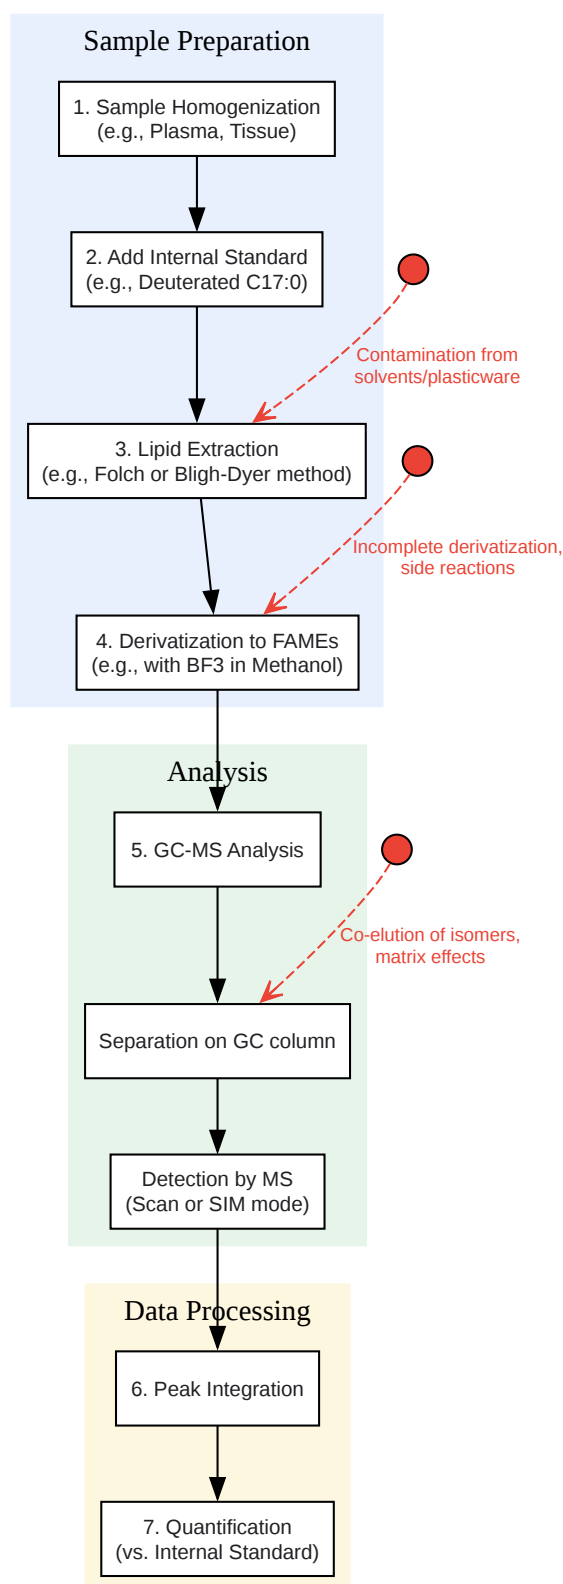 Sample Preparation
1. Sample Homogenization
(e.g., Plasma, Tissue)
2. Add Internal Standard
(e.g., Deuterated C17:0)
Contamination from
solvents/plasticware
3. Lipid Extraction
(e.g., Folch or Bligh-Dyer method)
Incomplete derivatization,
side reactions
4. Derivatization to FAMEs
(e.g., with BF3 in Methanol)
Analysis
5. GC-MS Analysis
Co-elution of isomers,
matrix effects
Separation on GC column
Detection by MS
(Scan or SIM mode)
Data Processing
6. Peak Integration
7. Quantification
(vs. Internal Standard)